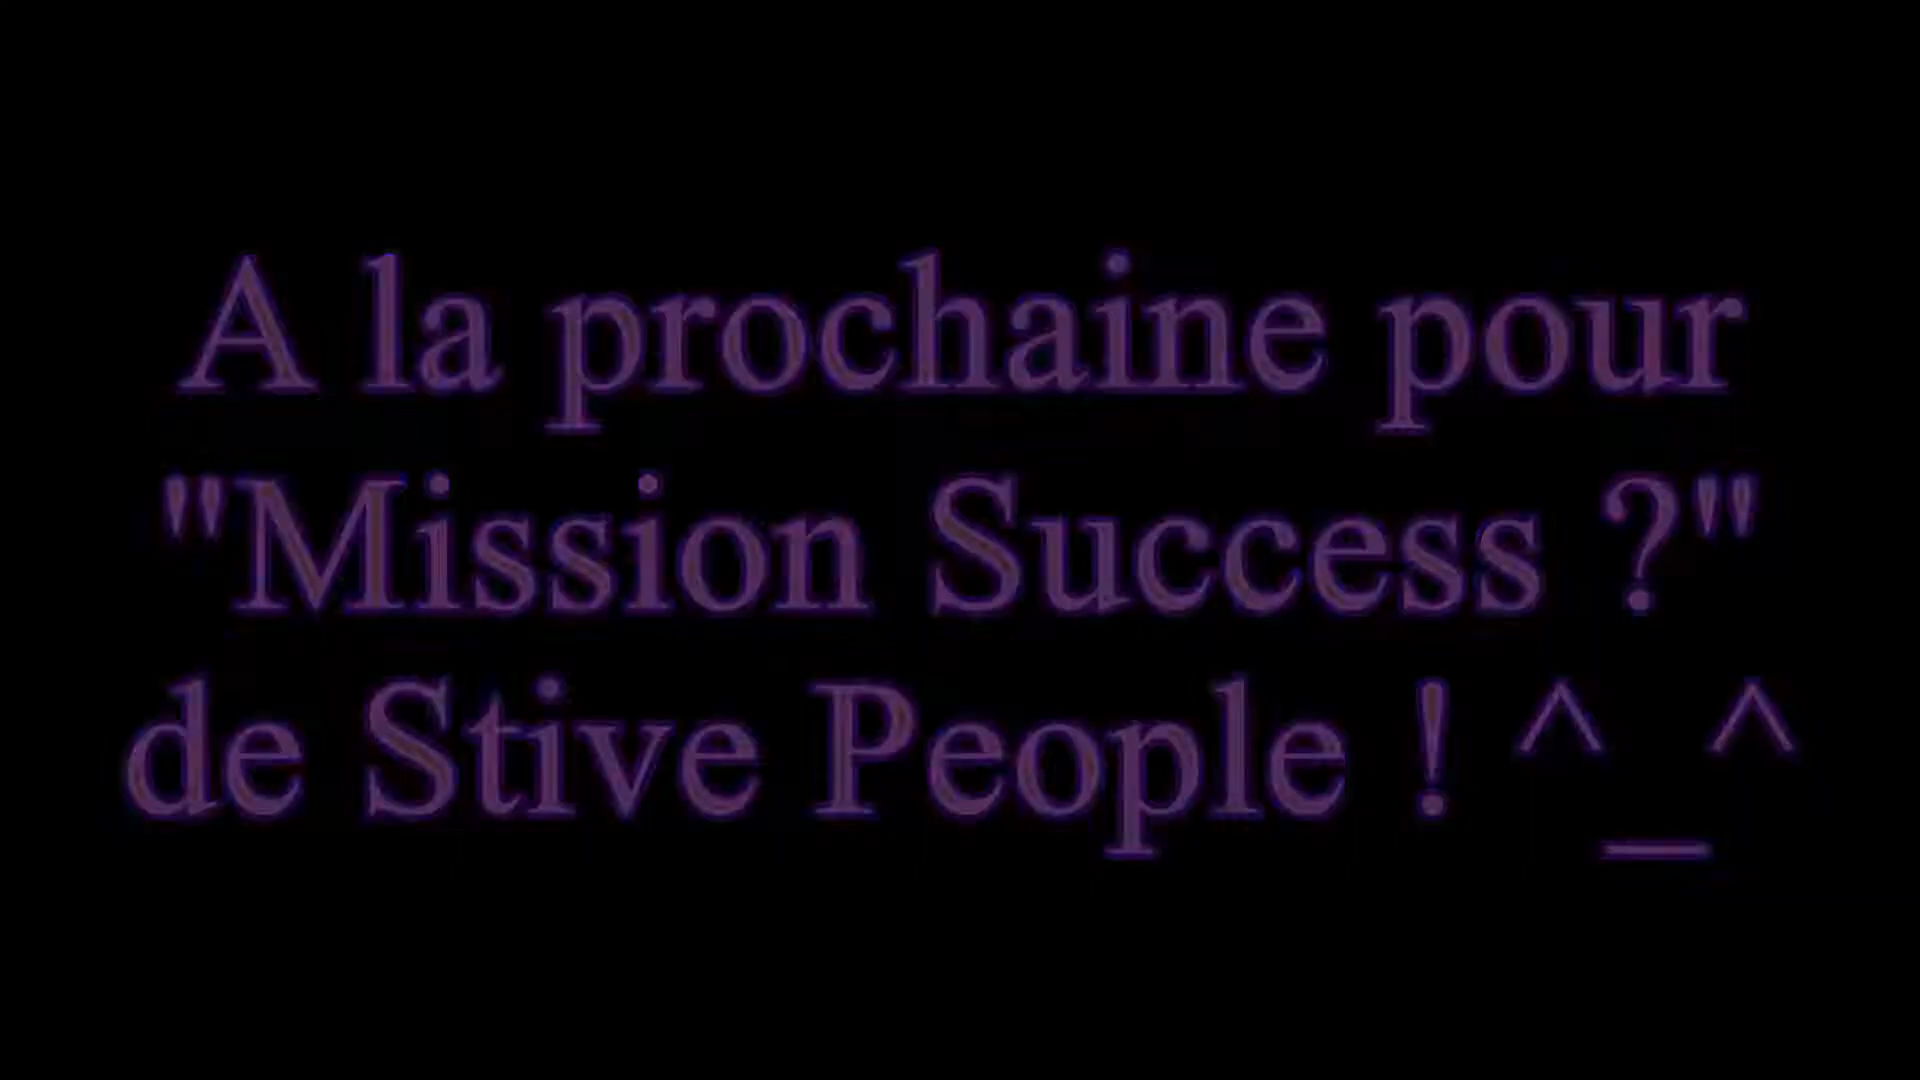 A la prochaine pour
"Mission Success ?"
de Stive People ! ^_^